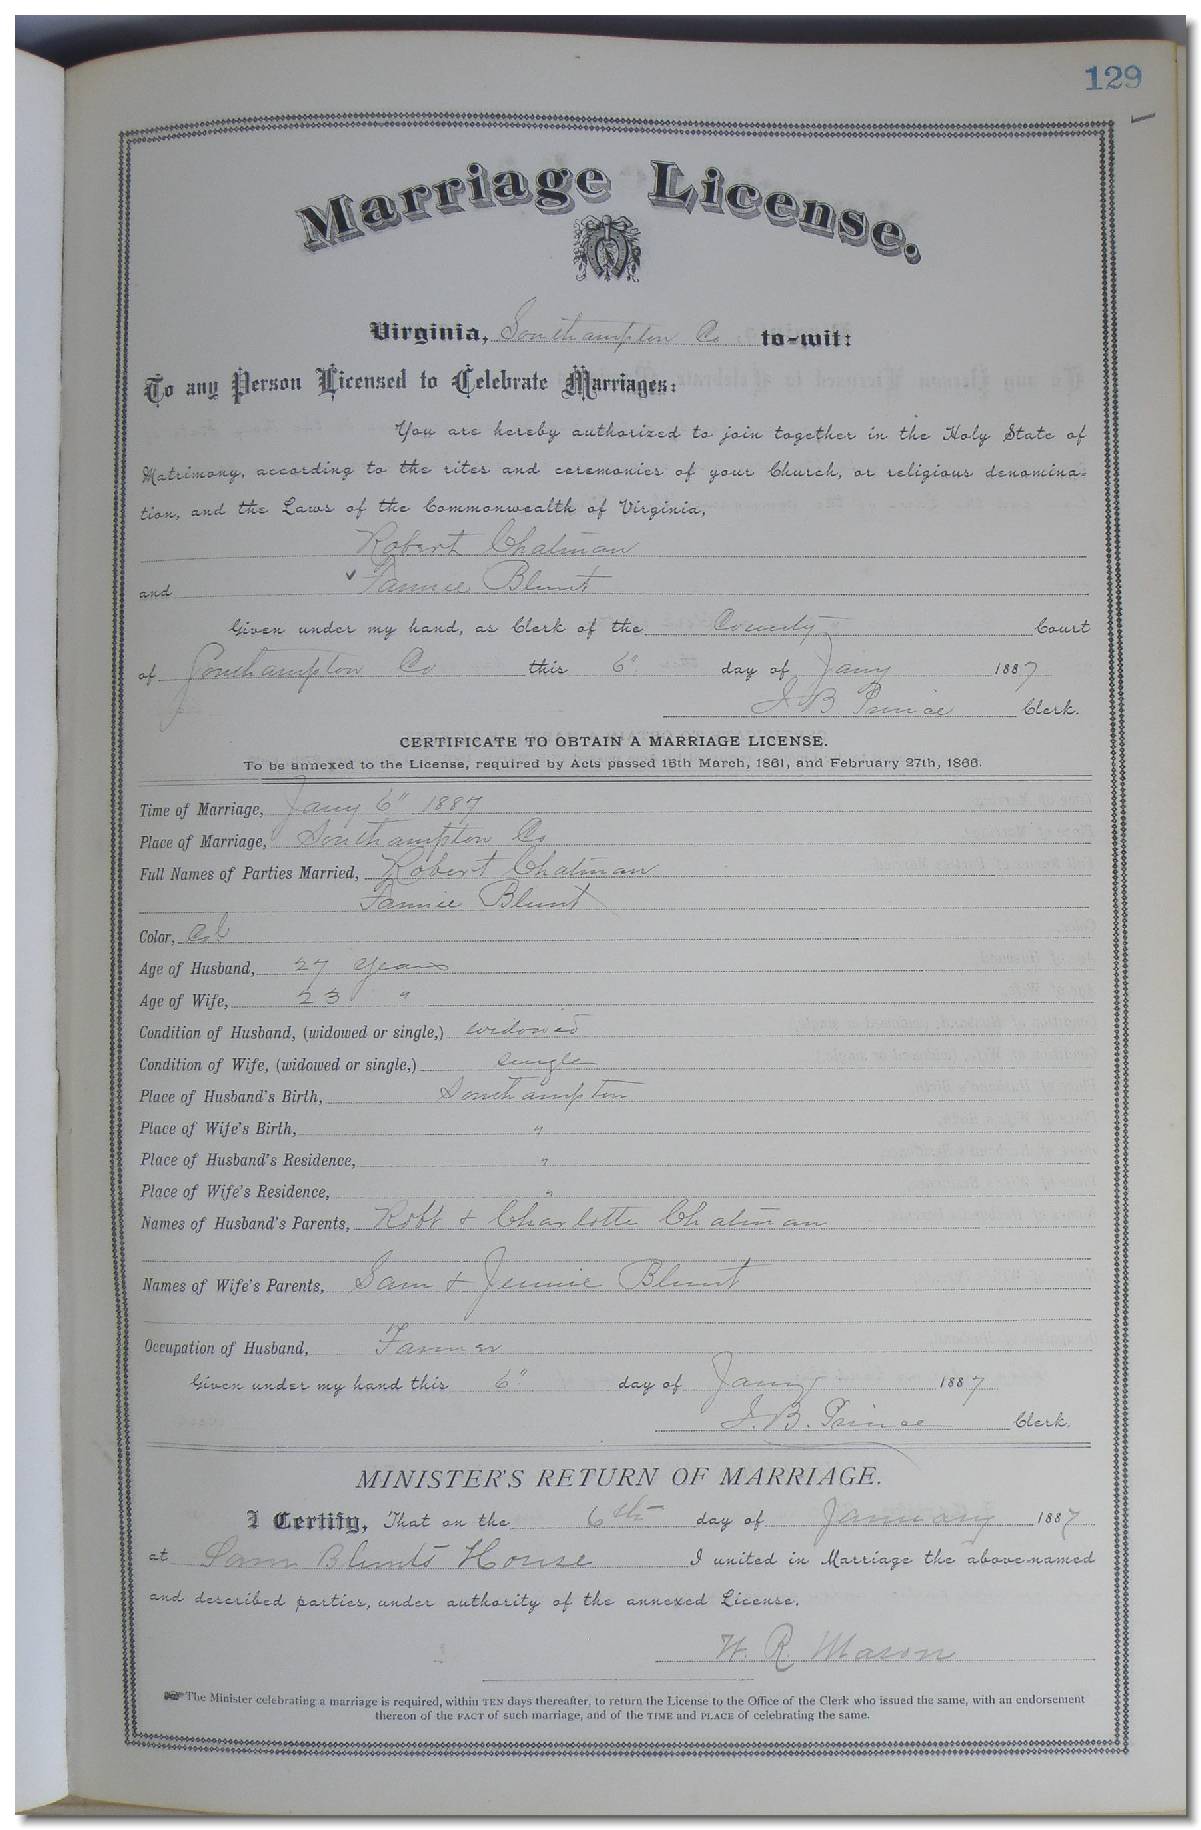 129
Marriage License.
Virginia, Southampton Co to-wit:
To any Person Licensed to Celebrate Marriages:
You are hereby authorized to join together in the Holy State of
Matrimony, according to the rites and ceremonies of your Church, or religious denomina-
tion, and the Laws of the Commonwealth of Virginia,
Robert Chatman
and Fannie Blunt
Given under my hand, as Clerk of the County Court
of Southampton Co this 6" day of Jany 1887
J B Prince Clerk.
CERTIFICATE TO OBTAIN A MARRIAGE LICENSE.
To be annexed to the License, required by Acts passed 15th March, 1861, and February 27th, 1866.
Time of Marriage, Jany 6" 1887
Place of Marriage, Southampton Co
Full Names of Parties Married, Robert Chatman
Fannie Blunt
Color, Col
Age of Husband, 27 years
Age of Wife, 23 "
Condition of Husband, (widowed or single,) widowed
Condition of Wife, (widowed or single,) single
Place of Husband's Birth, Southampton
Place of Wife's Birth, "
Place of Husband's Residence, "
Place of Wife's Residence, "
Names of Husband's Parents, Robt + Charlotte Chatman
Names of Wife's Parents, Sam + Jennie Blunt
Occupation of Husband, Farmer
Given under my hand this 6" day of Jany 1887
J. B. Prince Clerk.
MINISTER'S RETURN OF MARRIAGE.
I Certify, That on the 6th day of January 1887
at Sam Blunts House I united in Marriage the above-named
and described parties, under authority of the annexed License.
W. R. Mason
The Minister celebrating a marriage is required, within TEN days thereafter, to return the License to the Office of the Clerk who issued the same, with an endorsement
thereon of the FACT of such marriage, and of the TIME and PLACE of celebrating the same.